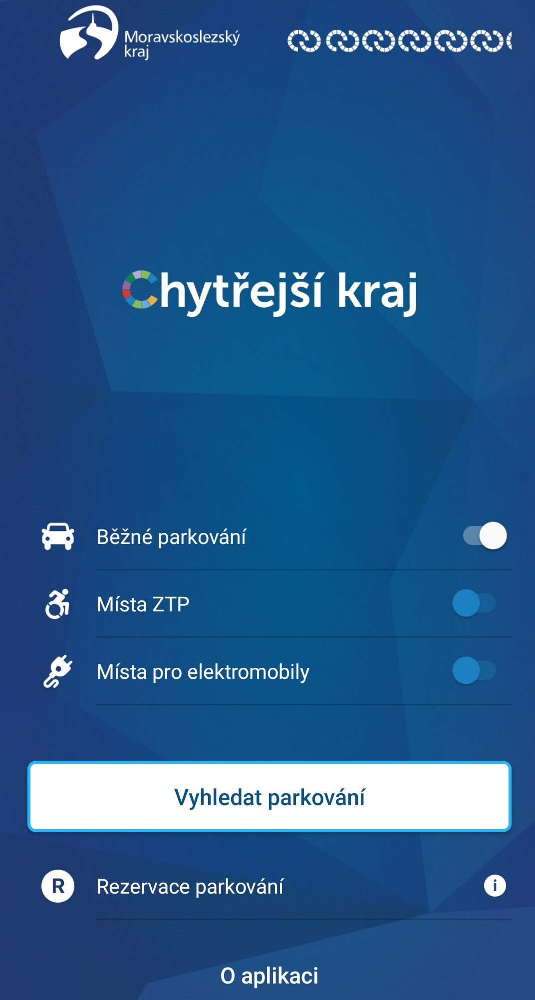 Moravskoslezský
kraj
Chytřejší kraj
Běžné parkování
Místa ZTP
Místa pro elektromobily
Vyhledat parkování
R Rezervace parkování i
O aplikaci